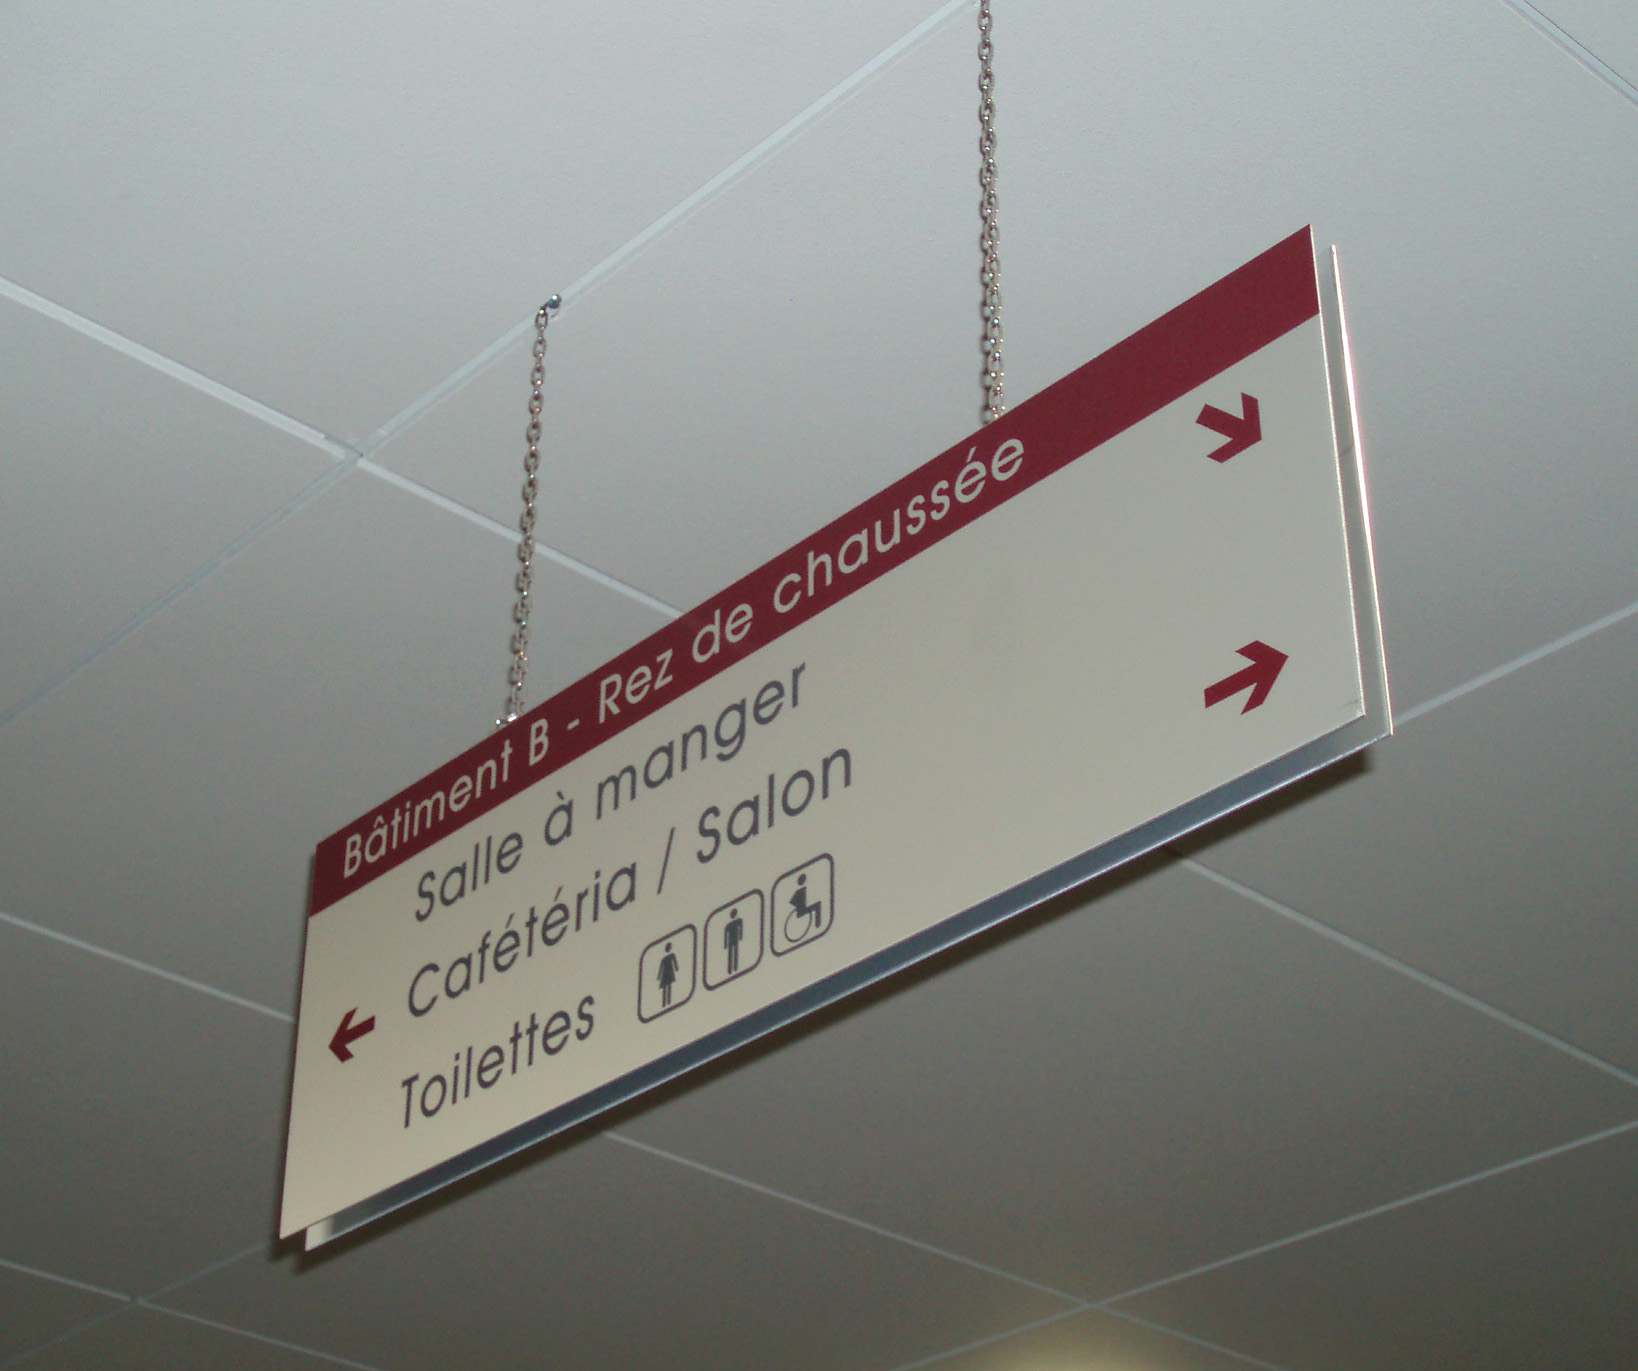 Bâtiment B - Rez de chaussée
Salle à manger
Cafétéria / Salon
Toilettes